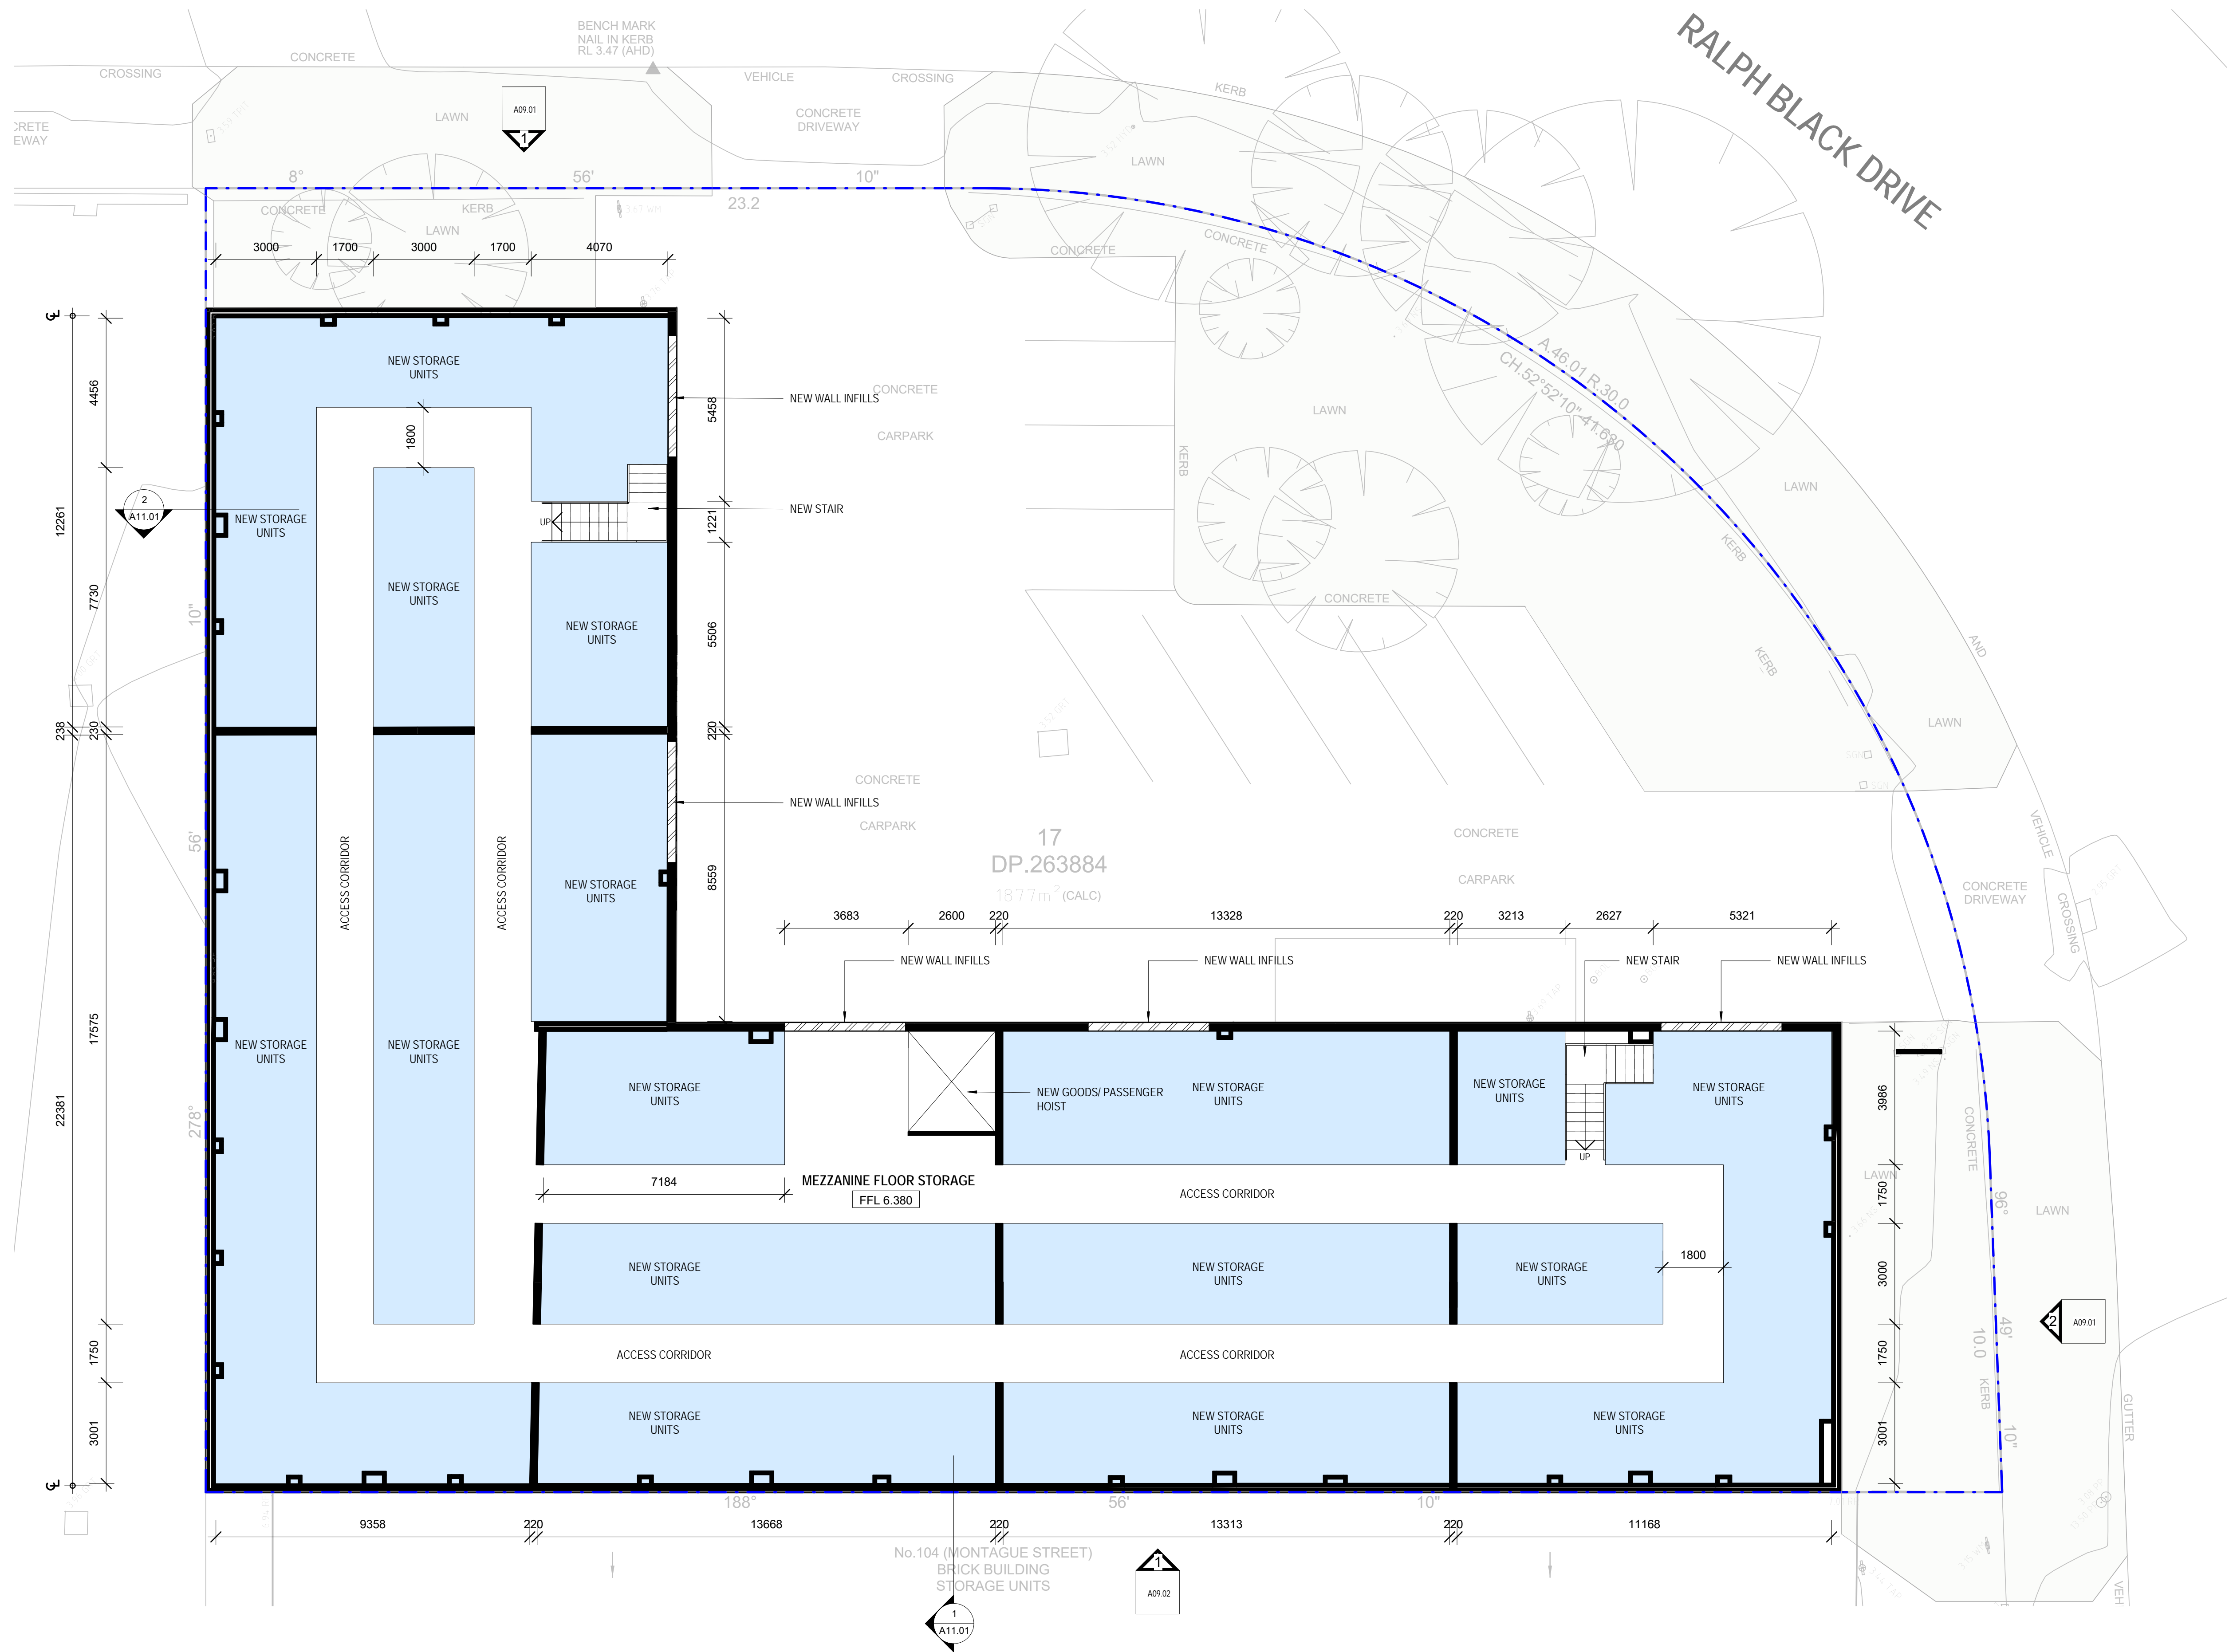 BENCH MARK
NAIL IN KERB
RL 3.47 (AHD)
RALPH BLACK DRIVE
CONCRETE
CROSSING
VEHICLE
CROSSING
KERB
A09.01
1
LAWN
CONCRETE
DRIVEWAY
CRETE
EWAY
LAWN
8°
56'
10"
23.2
CONCRETE
KERB
LAWN
CONCRETE
CONCRETE
3000
1700
3000
1700
4070
NEW STORAGE
UNITS
4456
1800
5458
NEW WALL INFILLS
CONCRETE
CARPARK
KERB
LAWN
A.46.01 R.30.0
CH.52°52'10"-41.630
LAWN
2
A11.01
12261
NEW STORAGE
UNITS
UP
1221
NEW STAIR
KERB
CONCRETE
7730
10"
NEW STORAGE
UNITS
NEW STORAGE
UNITS
5506
KERB
AND
LAWN
238
230
220
CONCRETE
NEW WALL INFILLS
CARPARK
17
DP.263884
1877m² (CALC)
CONCRETE
CARPARK
VEHICLE
CROSSING
CONCRETE
DRIVEWAY
56'
ACCESS CORRIDOR
ACCESS CORRIDOR
NEW STORAGE
UNITS
8559
3683
2600
220
13328
220
3213
2627
5321
NEW WALL INFILLS
NEW WALL INFILLS
NEW STAIR
NEW WALL INFILLS
22381
17575
278°
NEW STORAGE
UNITS
NEW STORAGE
UNITS
NEW STORAGE
UNITS
NEW GOODS/ PASSENGER
HOIST
NEW STORAGE
UNITS
NEW STORAGE
UNITS
NEW STORAGE
UNITS
UP
3986
CONCRETE
LAWN
7184
MEZZANINE FLOOR STORAGE
FFL 6.380
ACCESS CORRIDOR
1750
96°
LAWN
NEW STORAGE
UNITS
NEW STORAGE
UNITS
NEW STORAGE
UNITS
1800
3000
2
A09.01
49'
10.0
1750
ACCESS CORRIDOR
ACCESS CORRIDOR
1750
KERB
GUTTER
3001
NEW STORAGE
UNITS
NEW STORAGE
UNITS
NEW STORAGE
UNITS
3001
10"
188°
56'
10"
9358
220
13668
220
13313
220
11168
No.104 (MONTAGUE STREET)
BRICK BUILDING
STORAGE UNITS
1
A09.02
1
A11.01
VEH